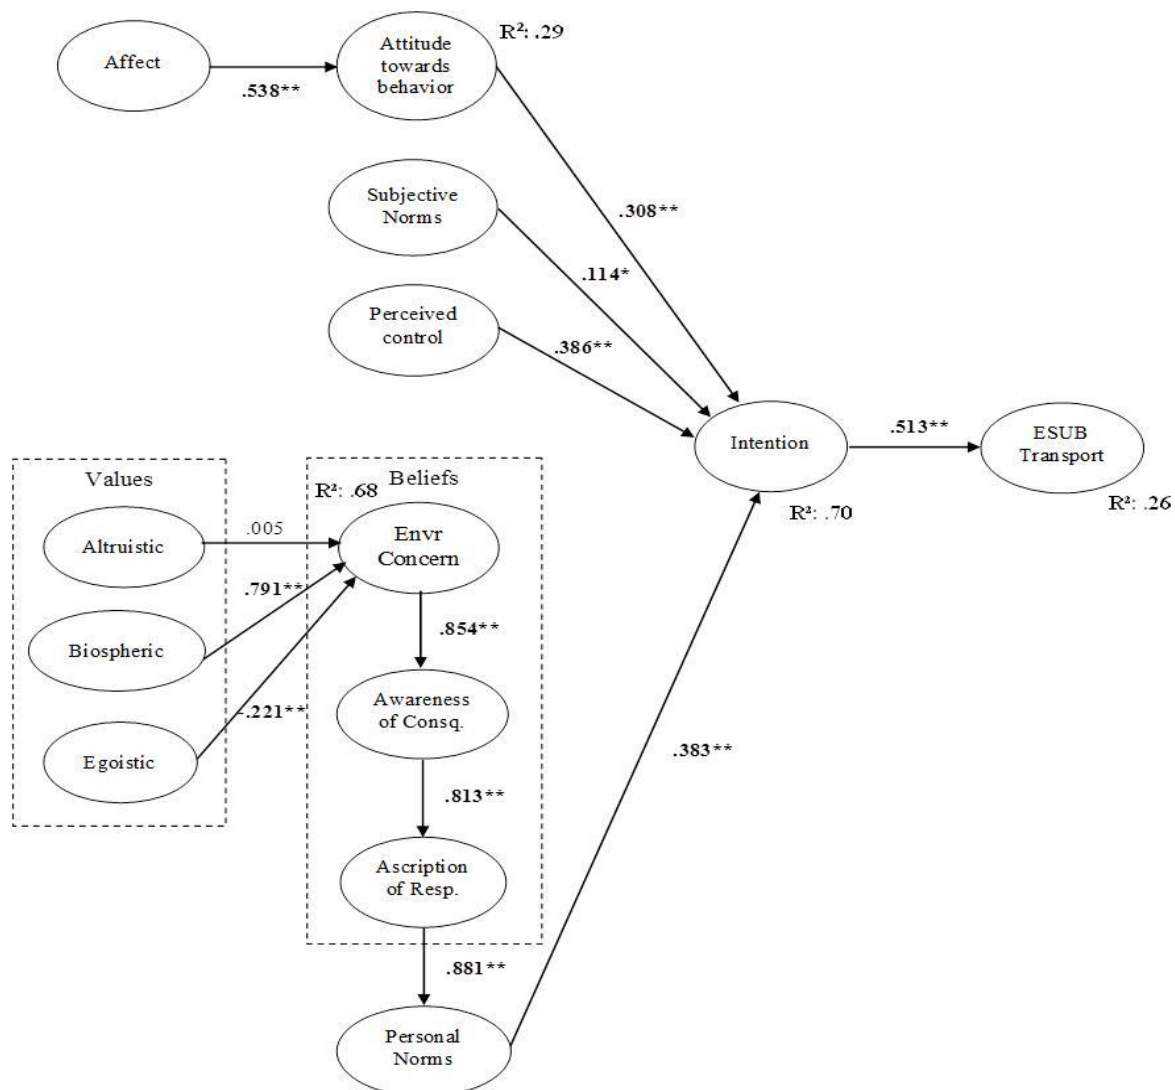 R²: .29
Affect
Attitude
towards
behavior
.538**
Subjective
Norms
.308**
.114*
Perceived
control
.386**
Intention
.513**
ESUB
Transport
R²: .70
R²: .26
Values
Beliefs
R²: .68
Altruistic
.005
Envr
Concern
.791**
Biospheric
.854**
Awareness
of Consq.
-.221**
Egoistic
.383**
.813**
Ascription
of Resp.
.881**
Personal
Norms